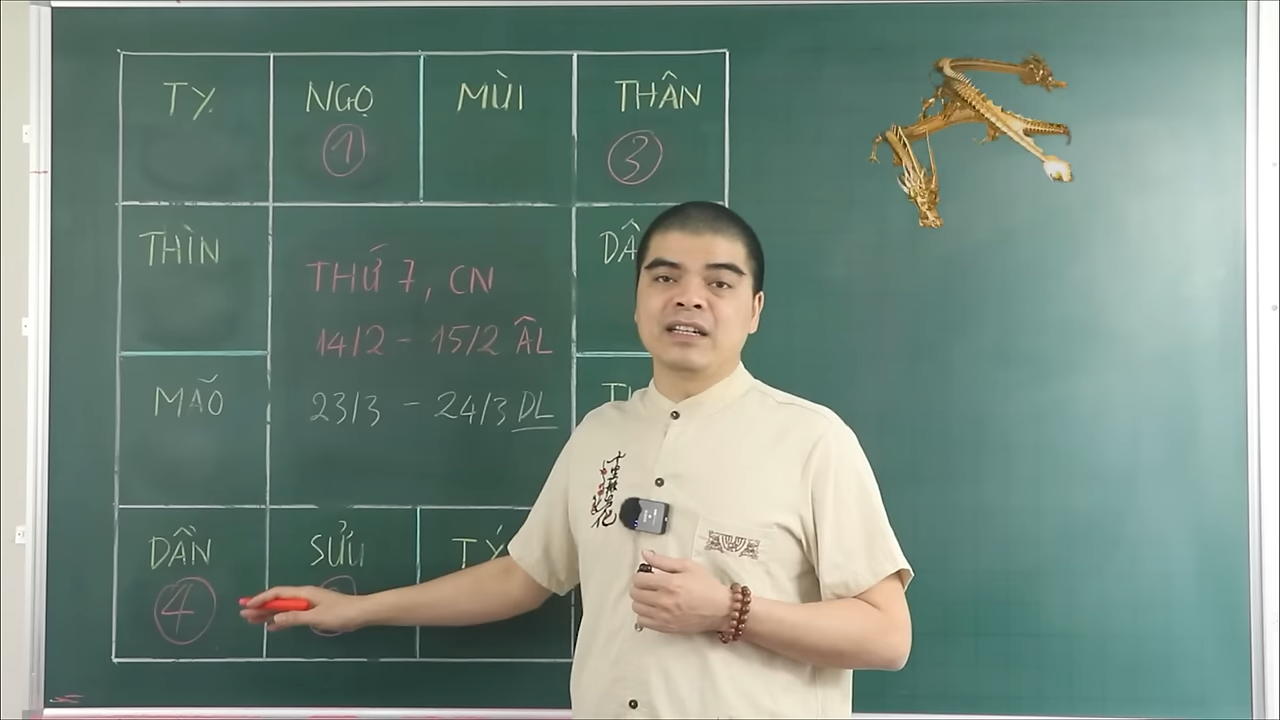 TỴ NGỌ MÙI THÂN
1 3
THÌN
THỨ 7, CN
14/2 - 15/2 ÂL
MÃO
23/3 - 24/3 DL
DẦN SỬU TÝ
4